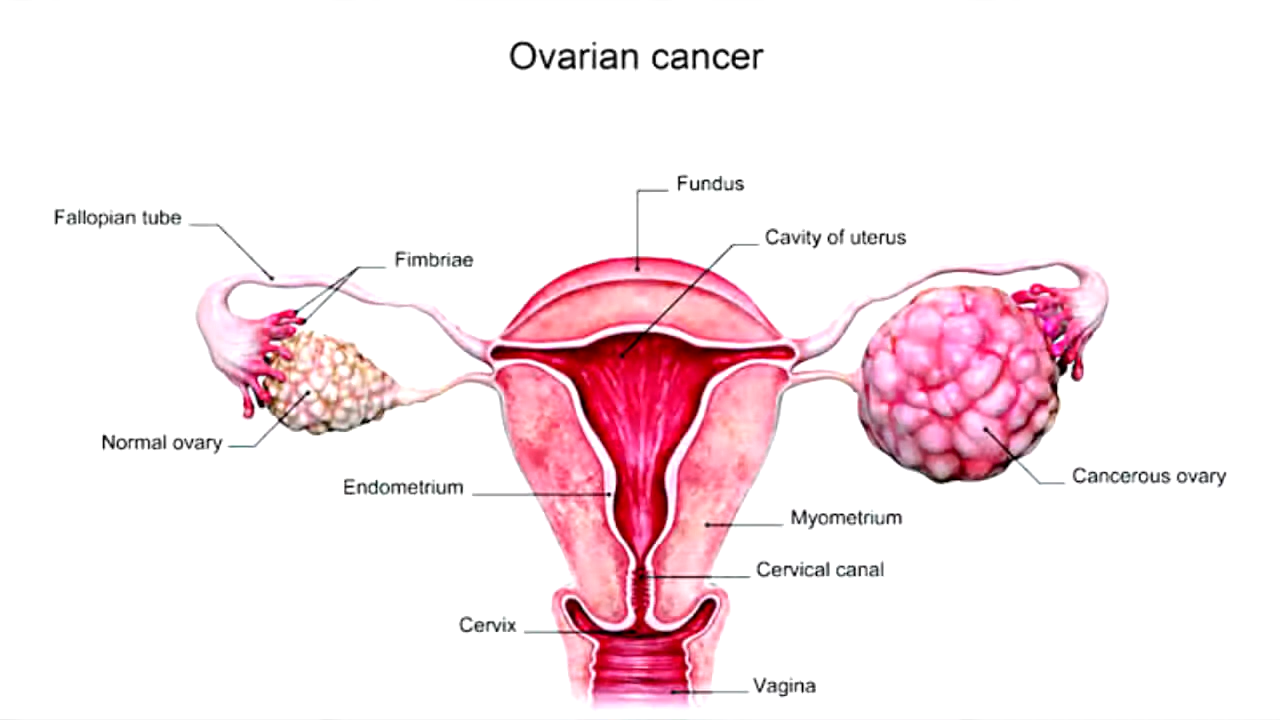 Ovarian cancer
Fundus
Fallopian tube
Cavity of uterus
Fimbriae
Normal ovary
Cancerous ovary
Endometrium
Myometrium
Cervical canal
Cervix
Vagina